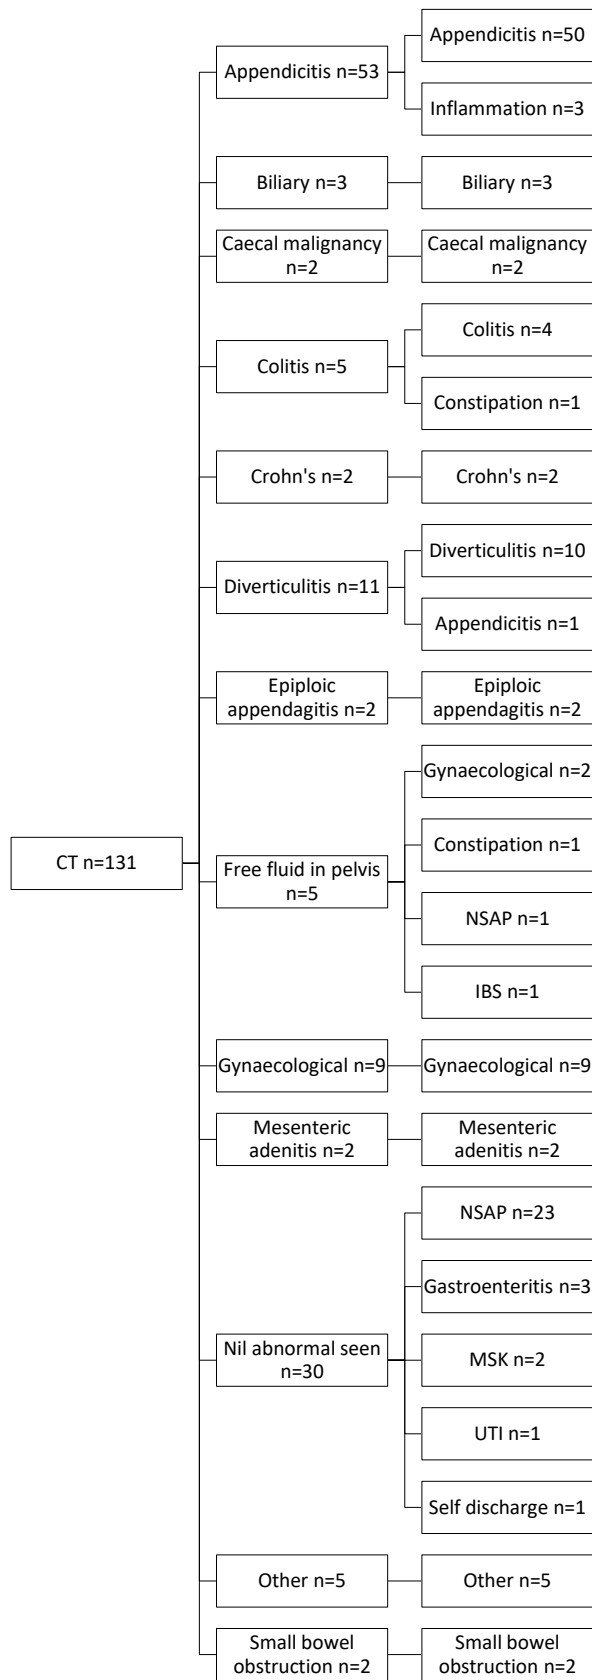 Appendicitis n=50
Appendicitis n=53
Inflammation n=3
Biliary n=3
Biliary n=3
Caecal malignancy
n=2
Caecal malignancy
n=2
Colitis n=4
Colitis n=5
Constipation n=1
Crohn's n=2
Crohn's n=2
Diverticulitis n=10
Diverticulitis n=11
Appendicitis n=1
Epiploic
appendagitis n=2
Epiploic
appendagitis n=2
Gynaecological n=2
Constipation n=1
CT n=131
Free fluid in pelvis
n=5
NSAP n=1
IBS n=1
Gynaecological n=9
Gynaecological n=9
Mesenteric
adenitis n=2
Mesenteric
adenitis n=2
NSAP n=23
Gastroenteritis n=3
Nil abnormal seen
n=30
MSK n=2
UTI n=1
Self discharge n=1
Other n=5
Other n=5
Small bowel
obstruction n=2
Small bowel
obstruction n=2